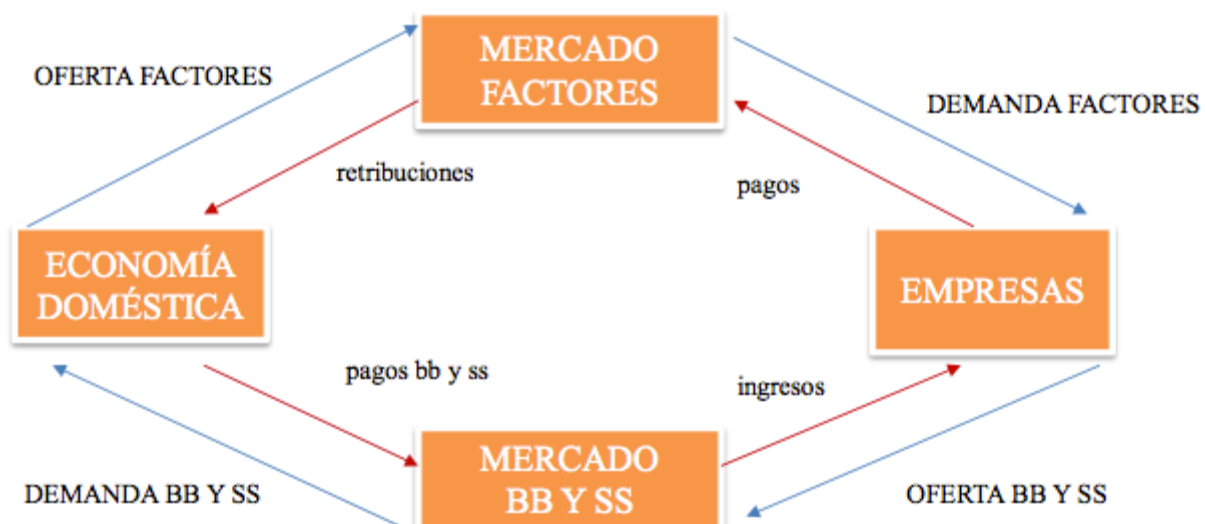 MERCADO
FACTORES
OFERTA FACTORES
DEMANDA FACTORES
retribuciones
pagos
ECONOMÍA
DOMÉSTICA
EMPRESAS
pagos bb y ss
ingresos
MERCADO
BB Y SS
DEMANDA BB Y SS
OFERTA BB Y SS